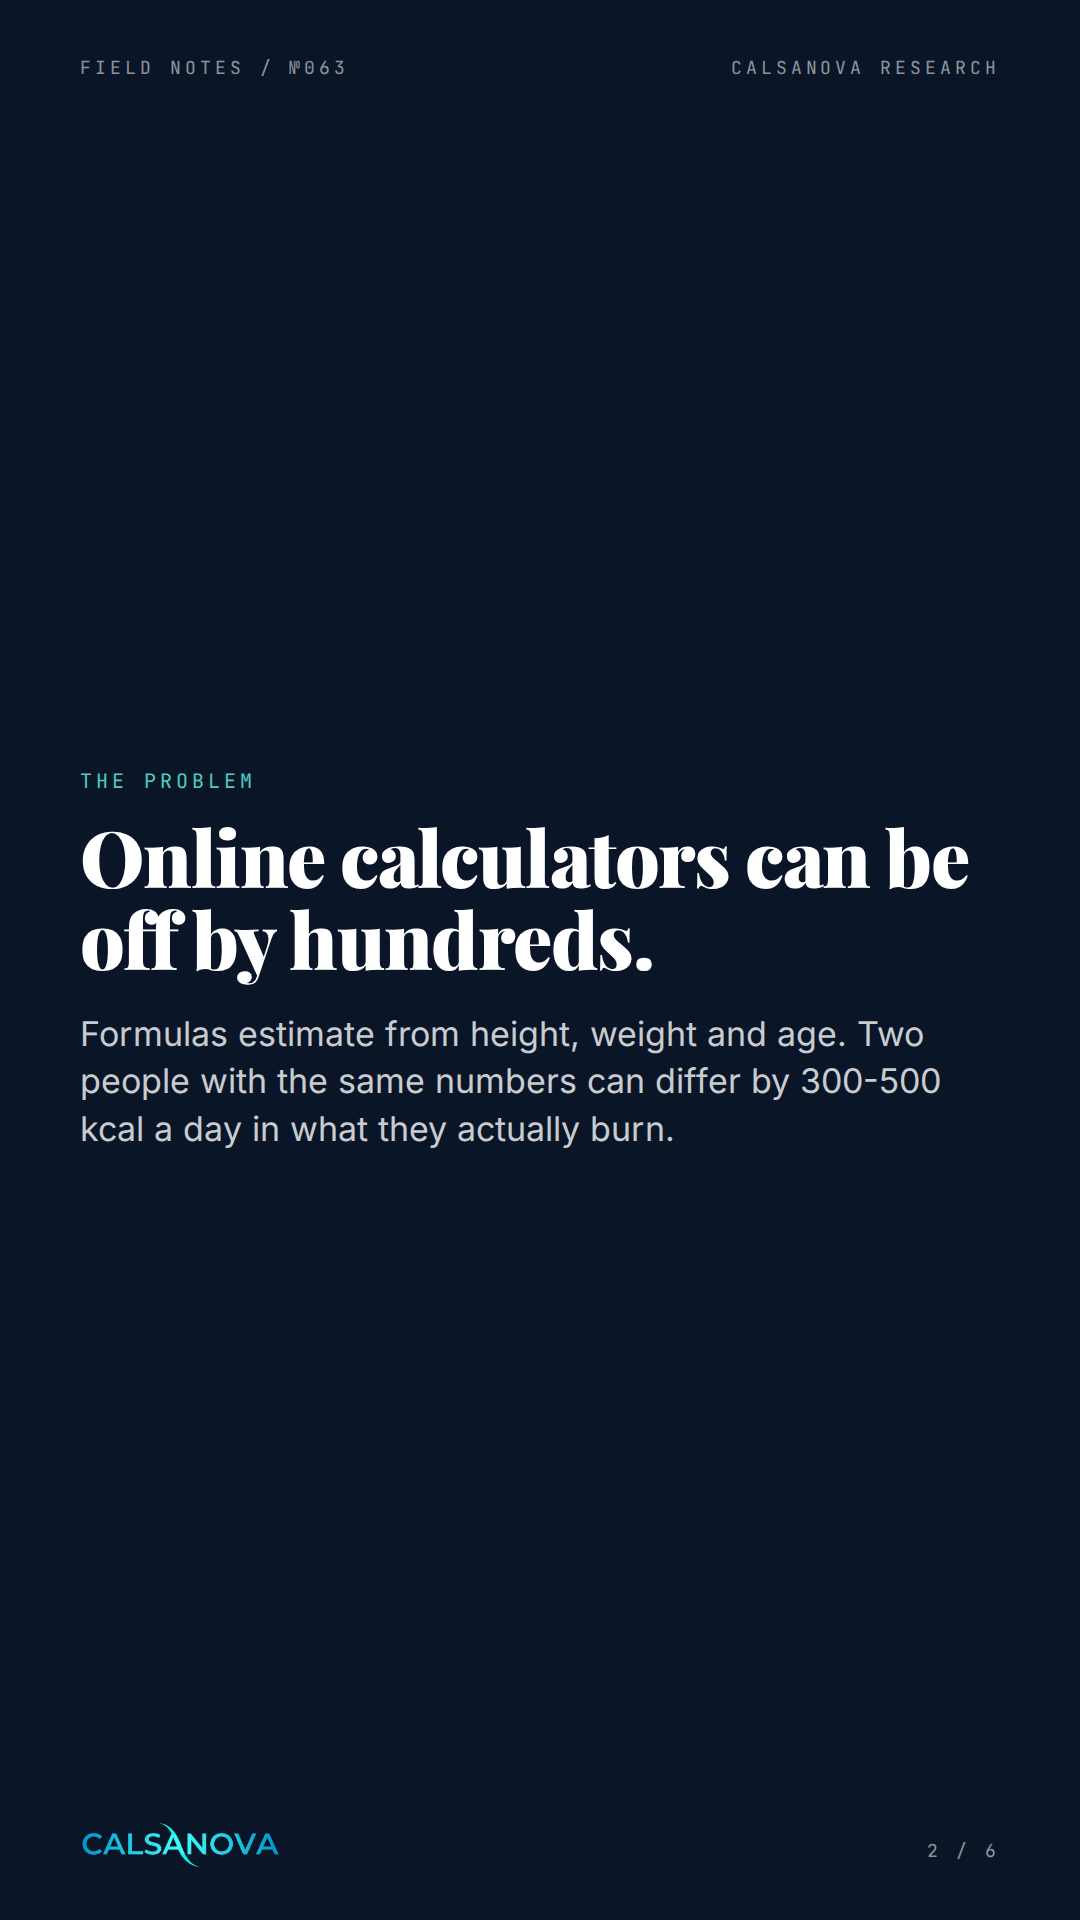 FIELD NOTES / №063
CALSANOVA RESEARCH
THE PROBLEM
Online calculators can be
off by hundreds.
Formulas estimate from height, weight and age. Two
people with the same numbers can differ by 300-500
kcal a day in what they actually burn.
CALSANOVA
2 / 6